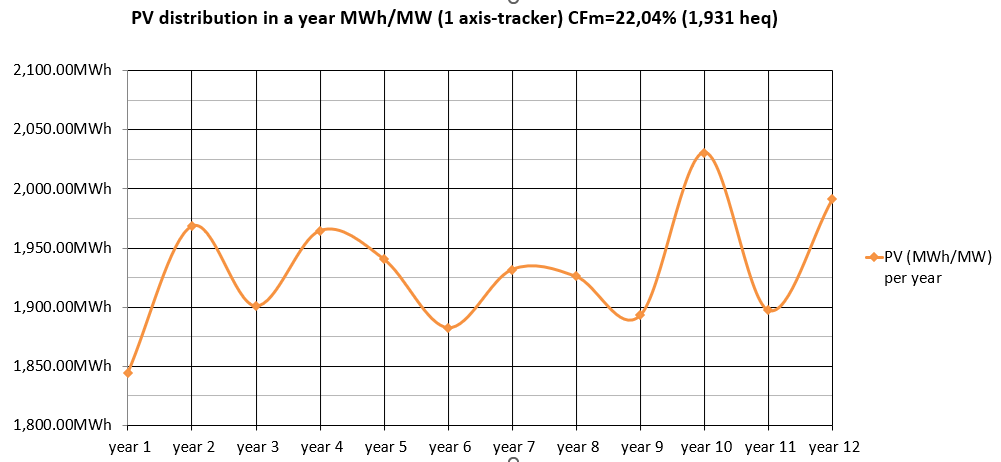 PV distribution in a year MWh/MW (1 axis-tracker) CFm=22,04% (1,931 heq)
2,100.00MWh
2,050.00MWh
2,000.00MWh
1,950.00MWh
1,900.00MWh
1,850.00MWh
1,800.00MWh
year 1 year 2 year 3 year 4 year 5 year 6 year 7 year 8 year 9 year 10 year 11 year 12
PV (MWh/MW)
per year